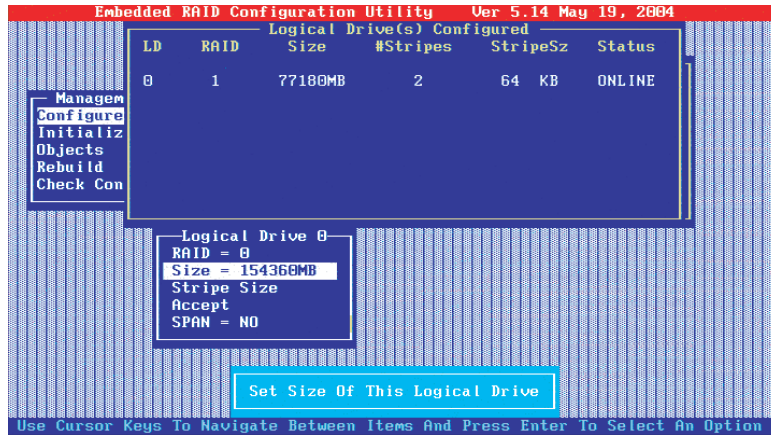 Embedded RAID Configuration Utility Ver 5.14 May 19, 2004
Logical Drive(s) Configured
LD RAID Size #Stripes StripeSz Status
0 1 77180MB 2 64 KB ONLINE
Managem
Configure
Initializ
Objects
Rebuild
Check Con
Logical Drive 0
RAID = 0
Size = 154360MB
Stripe Size
Accept
SPAN = NO
Set Size Of This Logical Drive
Use Cursor Keys To Navigate Between Items And Press Enter To Select An Option